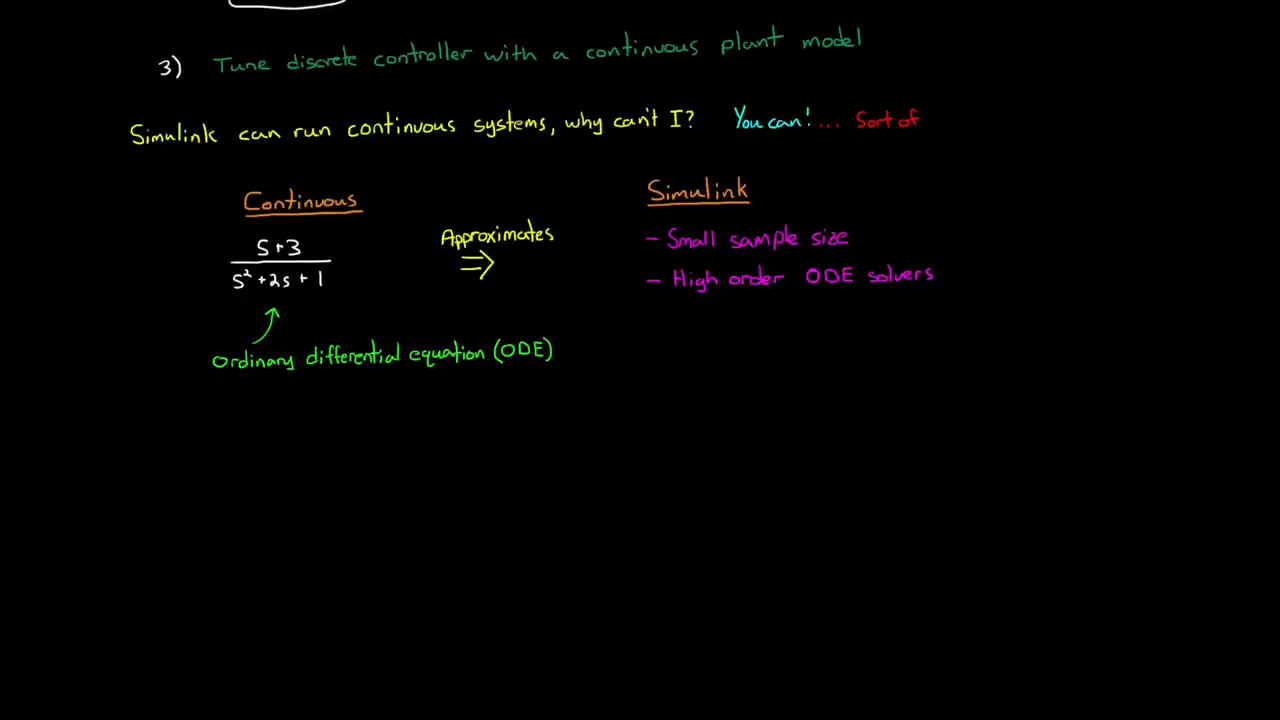 3) Tune discrete controller with a continuous plant model
Simulink can run continuous systems, why can't I? You can! ... Sort of
Continuous
S+3
S² + 2s + 1
Ordinary differential equation (ODE)
Approximates
⇒
Simulink
- Small sample size
- High order ODE solvers